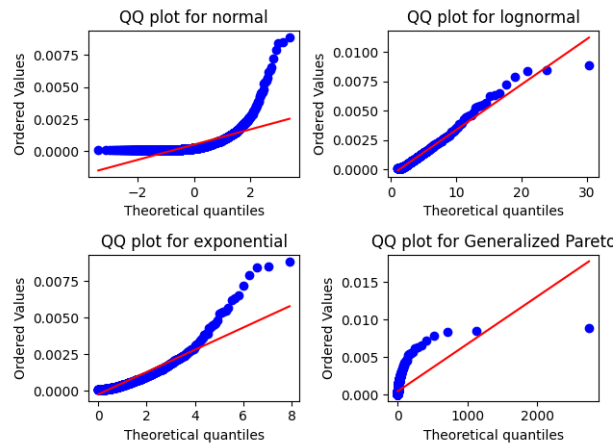 QQ plot for normal
Ordered Values
0.0075
0.0050
0.0025
0.0000
−2
0
2
Theoretical quantiles
QQ plot for lognormal
Ordered Values
0.0100
0.0075
0.0050
0.0025
0.0000
0
10
20
30
Theoretical quantiles
QQ plot for exponential
Ordered Values
0.0075
0.0050
0.0025
0.0000
0
2
4
6
8
Theoretical quantiles
QQ plot for Generalized Pareto
Ordered Values
0.015
0.010
0.005
0.000
0
1000
2000
Theoretical quantiles